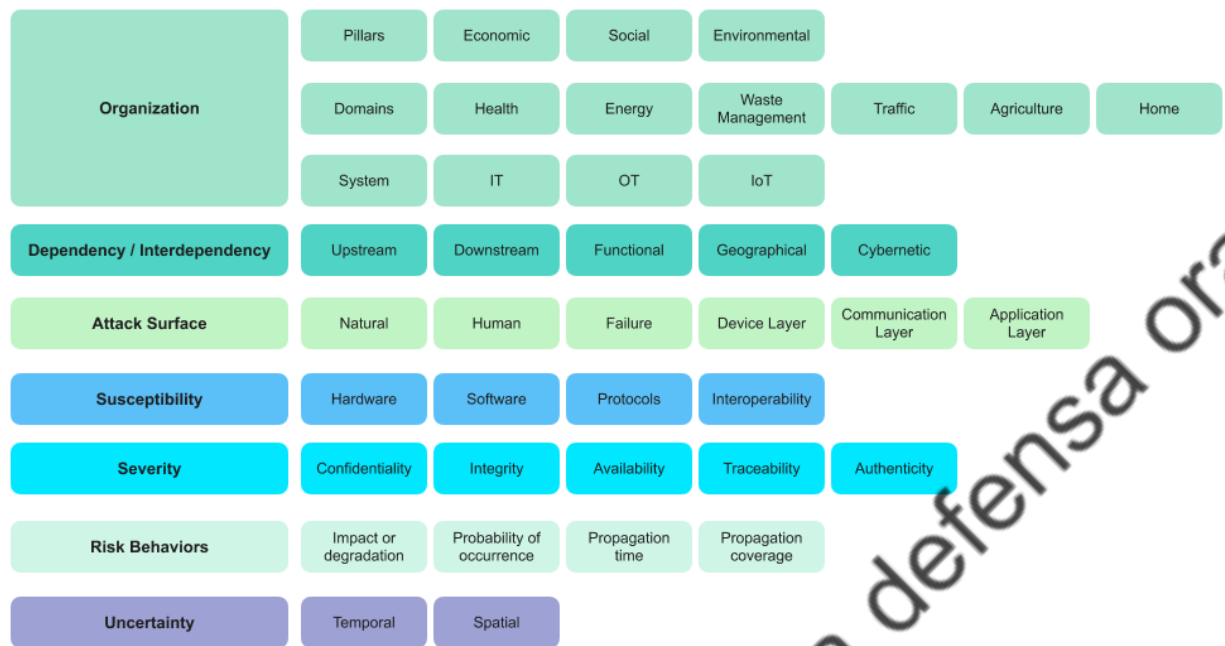 Pillars Economic Social Environmental
Organization Domains Health Energy Waste Management Traffic Agriculture Home
System IT OT IoT
Dependency / Interdependency Upstream Downstream Functional Geographical Cybernetic
Attack Surface Natural Human Failure Device Layer Communication Layer Application Layer
Susceptibility Hardware Software Protocols Interoperability
Severity Confidentiality Integrity Availability Traceability Authenticity
Risk Behaviors Impact or degradation Probability of occurrence Propagation time Propagation coverage
Uncertainty Temporal Spatial
defensa